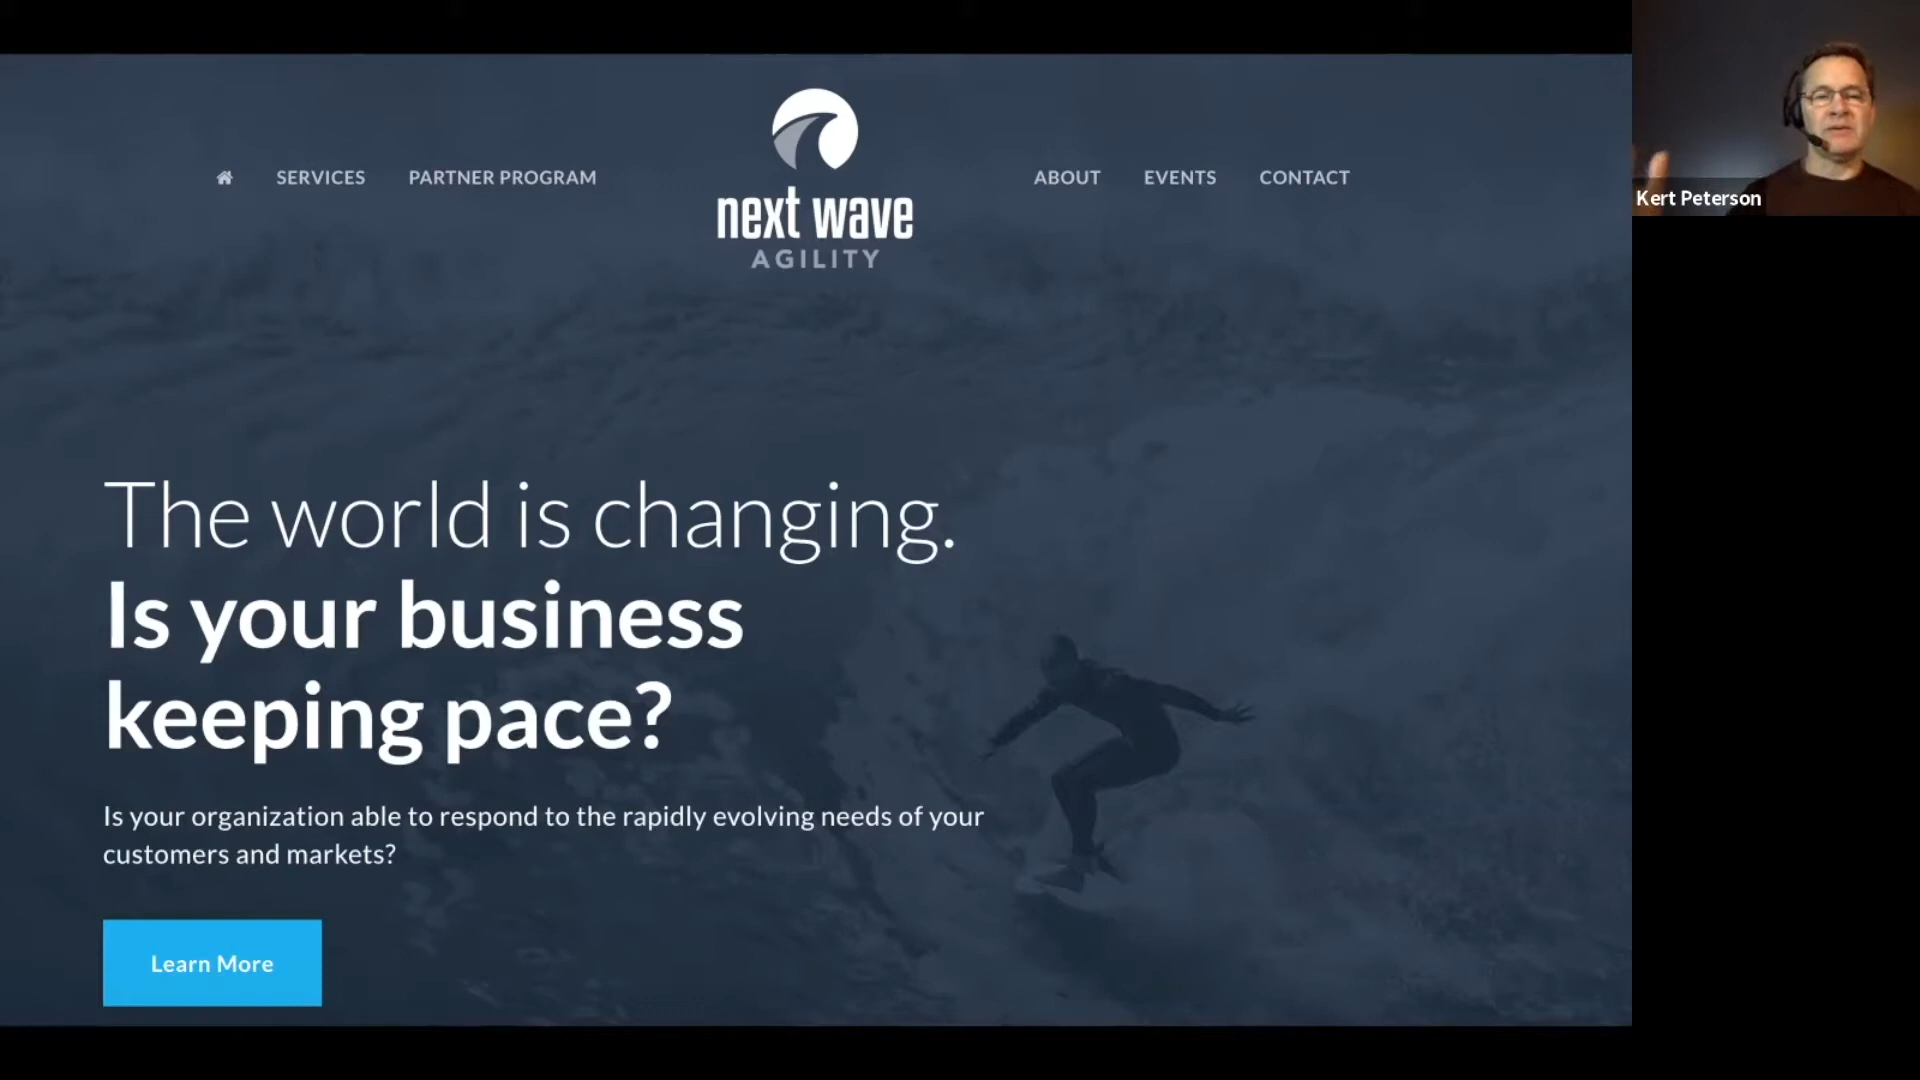 SERVICES
PARTNER PROGRAM
next wave
AGILITY
ABOUT
EVENTS
CONTACT
Kert Peterson
The world is changing.
Is your business
keeping pace?
Is your organization able to respond to the rapidly evolving needs of your
customers and markets?
Learn More